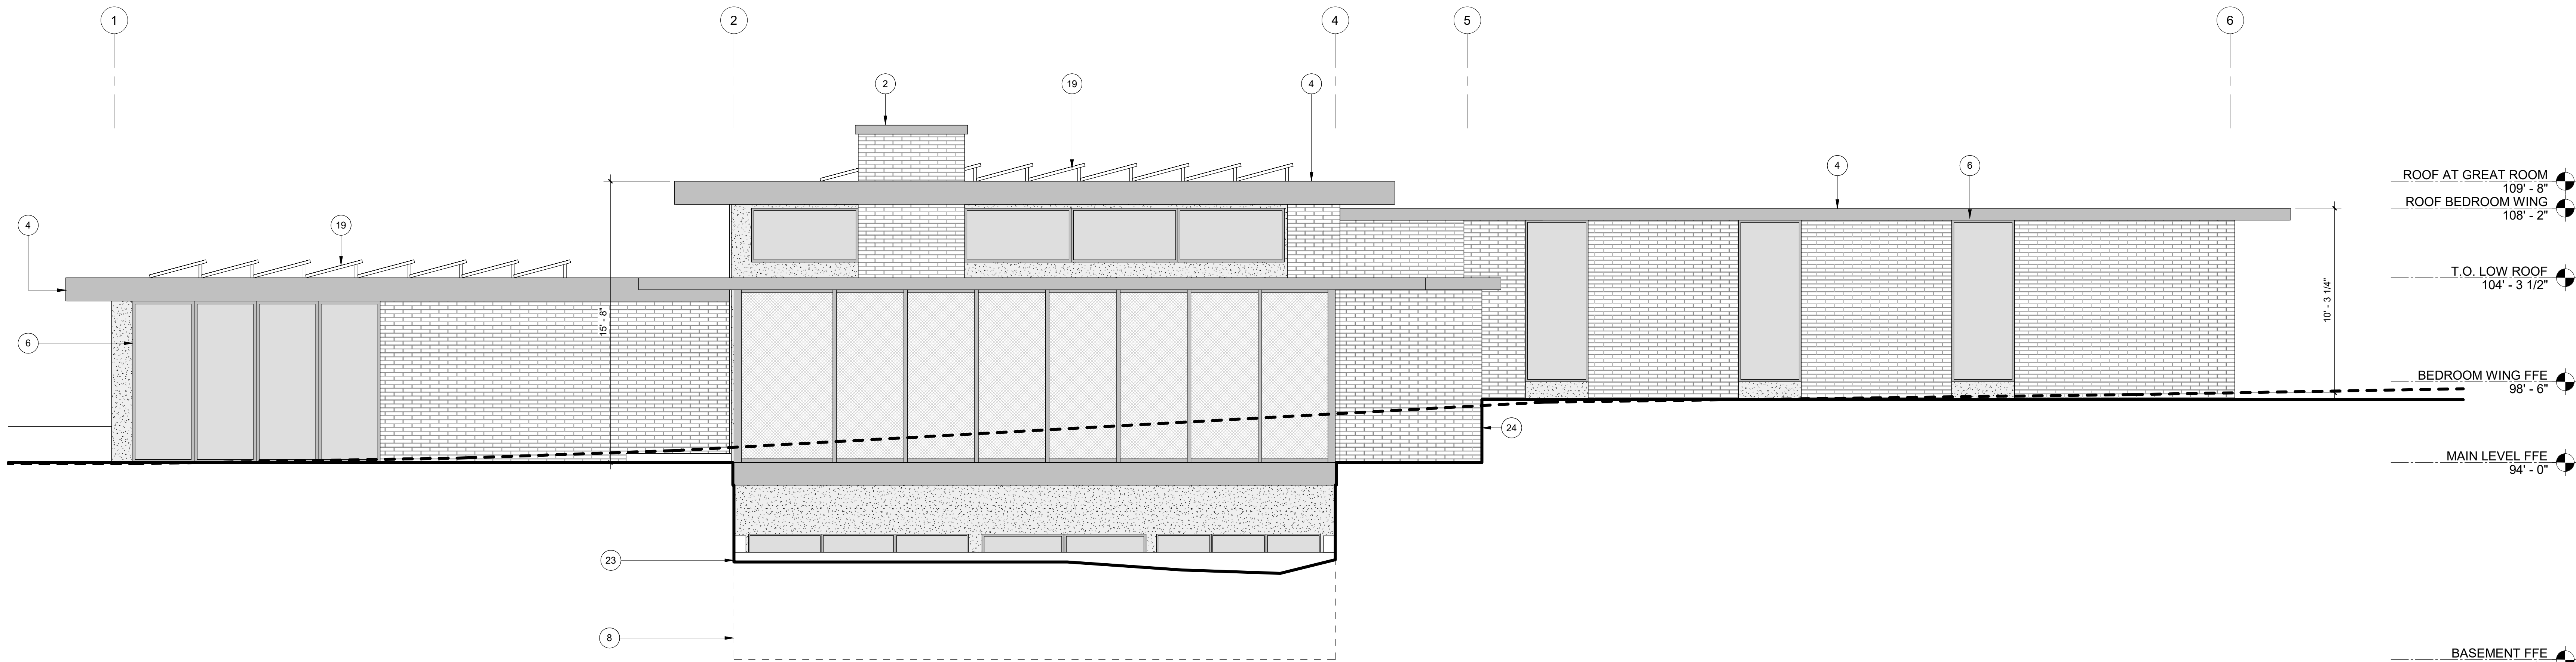 1
2
4
5
6
2
19
4
4
6
4
19
6
15' - 8"
10' - 3 1/4"
24
23
8
ROOF AT GREAT ROOM
109' - 8"
ROOF BEDROOM WING
108' - 2"
T.O. LOW ROOF
104' - 3 1/2"
BEDROOM WING FFE
98' - 6"
MAIN LEVEL FFE
94' - 0"
BASEMENT FFE